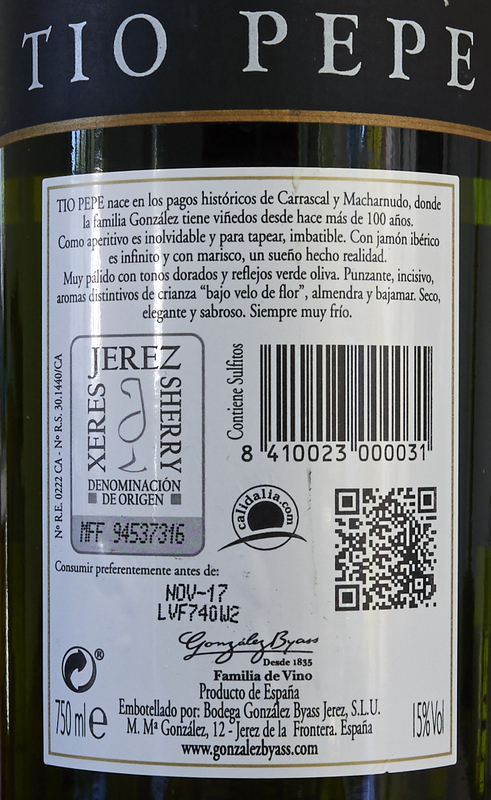 TIO PEPE
TIO PEPE nace en los pagos históricos de Carrascal y Macharnudo, donde
la familia González tiene viñedos desde hace más de 100 años.
Como aperitivo es inolvidable y para tapear, imbatible. Con jamón ibérico
es infinito y con marisco, un sueño hecho realidad.
Muy pálido con tonos dorados y reflejos verde oliva. Punzante, incisivo,
aromas distintivos de crianza “bajo velo de flor”, almendra y bajamar. Seco,
elegante y sabroso. Siempre muy frío.
Nº R.E. 0222 CA - Nº R.S. 30.1440/CA
JEREZ
XERES
SHERRY
DENOMINACIÓN
DE ORIGEN
MFF 94537316
Contiene Sulfitos
8 410023 000031
calidalia.com
Consumir preferentemente antes de:
NOV-17
LVF740W2
González Byass
Desde 1835
Familia de Vino
Producto de España
Embotellado por: Bodega González Byass Jerez, S.L.U.
M. Mª González, 12 - Jerez de la Frontera. España
www.gonzalezbyass.com
®
750 ml e
15%Vol